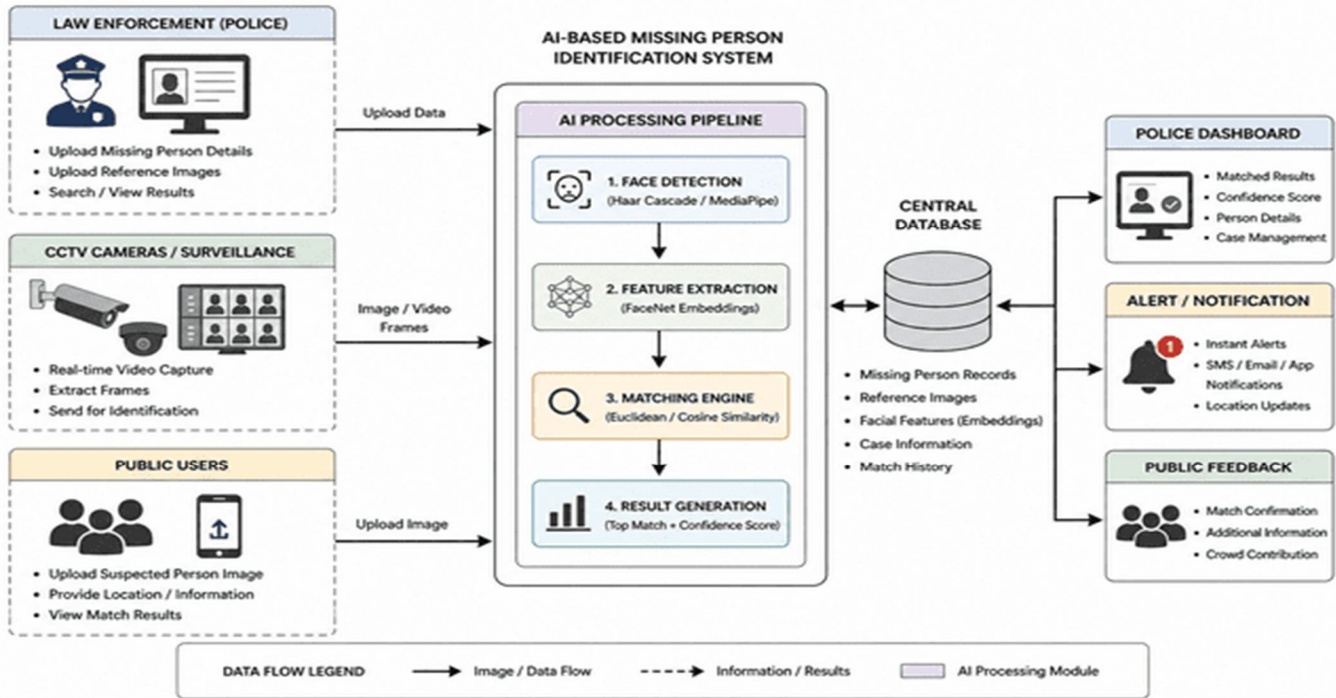 LAW ENFORCEMENT (POLICE)
• Upload Missing Person Details
• Upload Reference Images
• Search / View Results
CCTV CAMERAS / SURVEILLANCE
• Real-time Video Capture
• Extract Frames
• Send for Identification
PUBLIC USERS
• Upload Suspected Person Image
• Provide Location / Information
• View Match Results
Upload Data
Image / Video
Frames
Upload Image
AI-BASED MISSING PERSON
IDENTIFICATION SYSTEM
AI PROCESSING PIPELINE
1. FACE DETECTION
(Haar Cascade / MediaPipe)
2. FEATURE EXTRACTION
(FaceNet Embeddings)
3. MATCHING ENGINE
(Euclidean / Cosine Similarity)
4. RESULT GENERATION
(Top Match + Confidence Score)
CENTRAL
DATABASE
• Missing Person Records
• Reference Images
• Facial Features (Embeddings)
• Case Information
• Match History
POLICE DASHBOARD
• Matched Results
• Confidence Score
• Person Details
• Case Management
ALERT / NOTIFICATION
1
• Instant Alerts
• SMS / Email / App
Notifications
• Location Updates
PUBLIC FEEDBACK
• Match Confirmation
• Additional Information
• Crowd Contribution
DATA FLOW LEGEND
Image / Data Flow
Information / Results
AI Processing Module